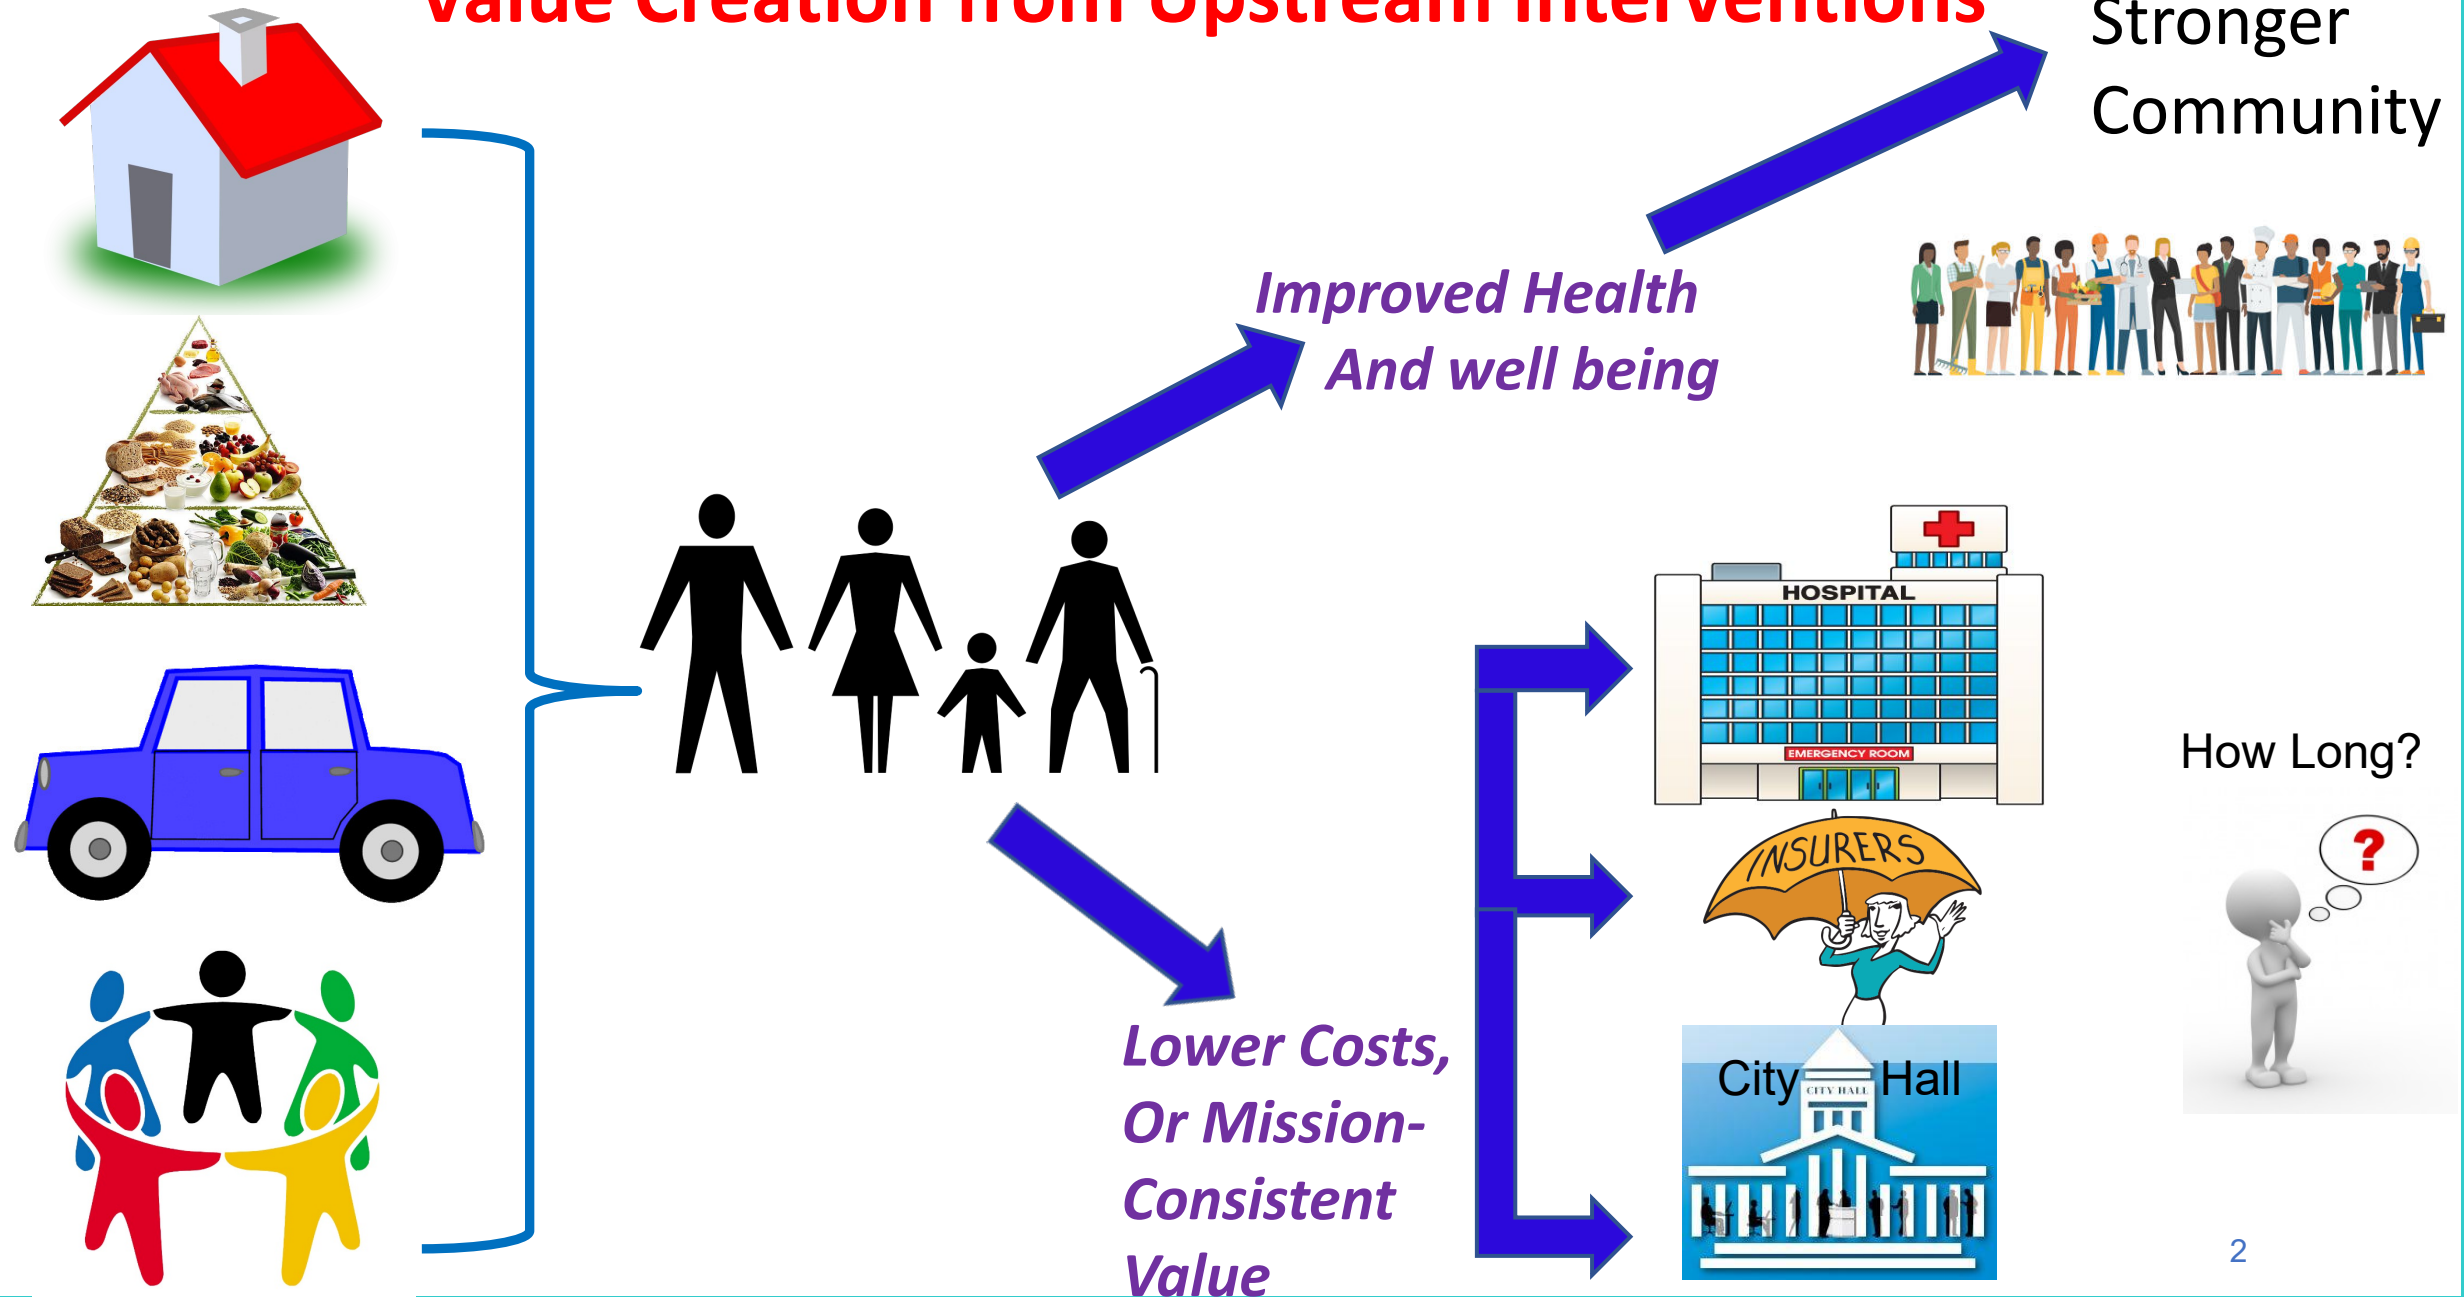 Value Creation from Upstream Interventions
Stronger
Community
Improved Health
And well being
HOSPITAL
EMERGENCY ROOM
How Long?
?
INSURERS
Lower Costs,
Or Mission-
Consistent
Value
City Hall
CITY HALL
2